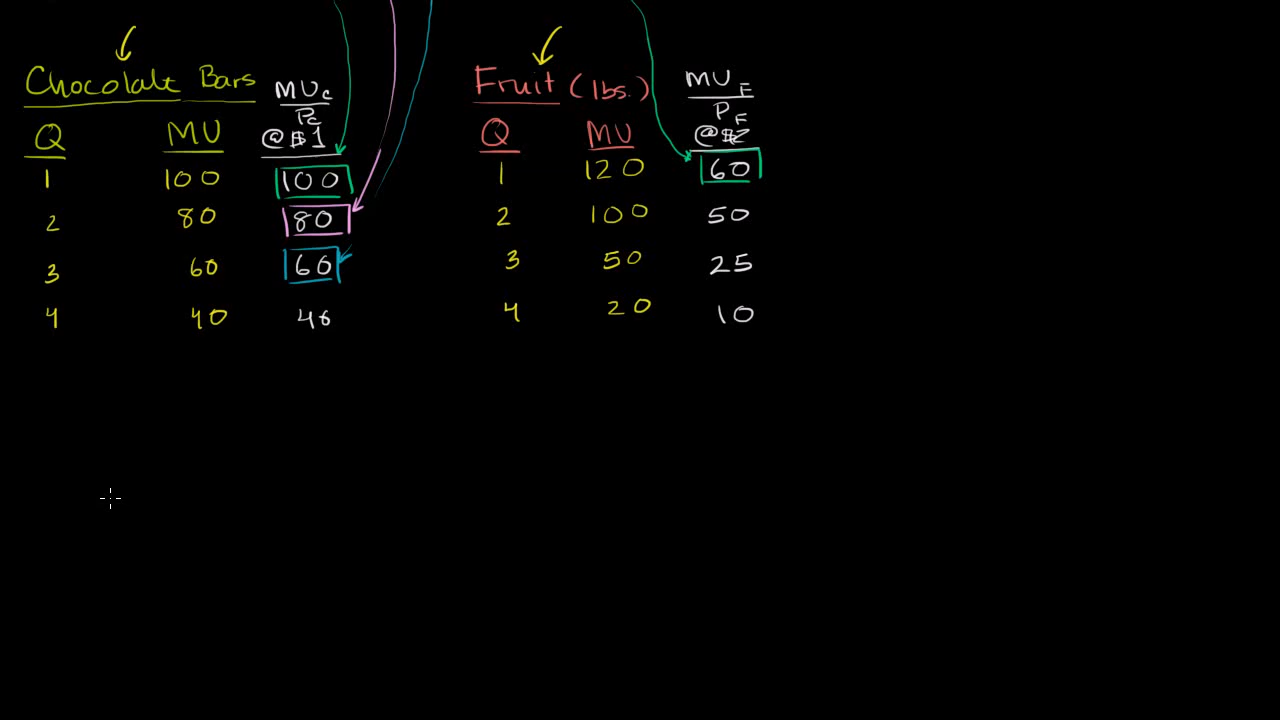 Chocolate Bars
MUc
Pc
@ $1
Q MU
1 100 100
2 80 80
3 60 60
4 40 40
Fruit (lbs.)
MUF
PF
@ $2
Q MU
1 120 60
2 100 50
3 50 25
4 20 10